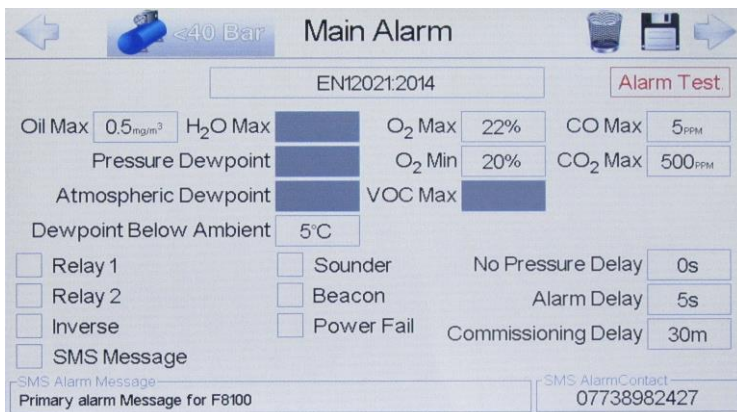 <40 Bar Main Alarm
EN12021:2014 Alarm Test
Oil Max 0.5mg/m³ H₂O Max O₂ Max 22% CO Max 5PPM
Pressure Dewpoint O₂ Min 20% CO₂ Max 500PPM
Atmospheric Dewpoint VOC Max
Dewpoint Below Ambient 5°C
Relay 1 Sounder No Pressure Delay 0s
Relay 2 Beacon Alarm Delay 5s
Inverse Power Fail Commissioning Delay 30m
SMS Message
SMS Alarm Message SMS AlarmContact
Primary alarm Message for F8100 07738982427